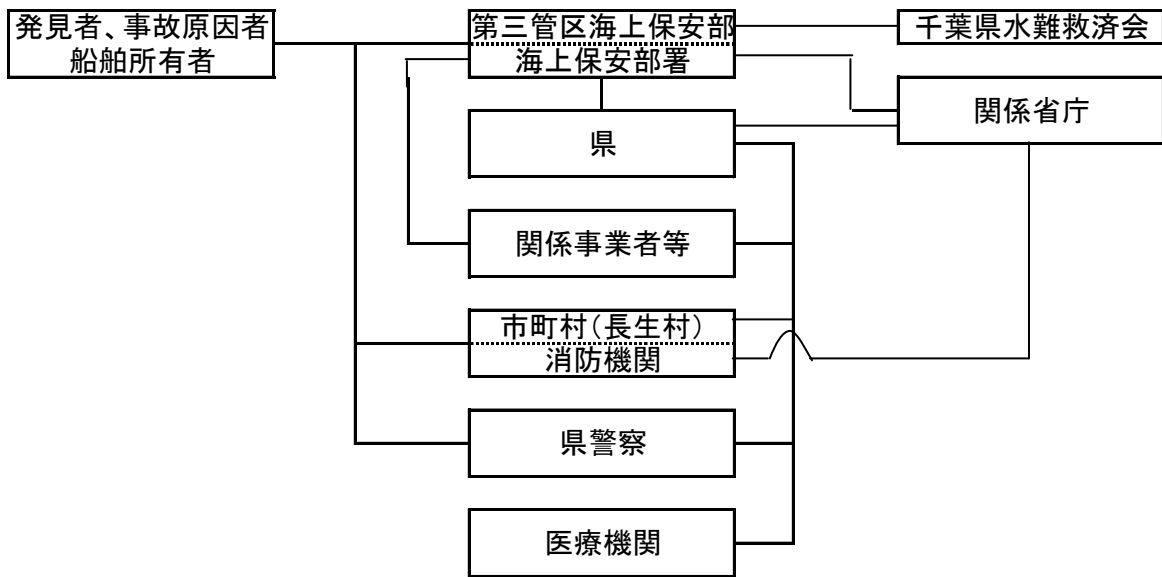 発見者、事故原因者
船舶所有者
第三管区海上保安部
海上保安部署
千葉県水難救済会
関係省庁
県
関係事業者等
市町村（長生村）
消防機関
県警察
医療機関